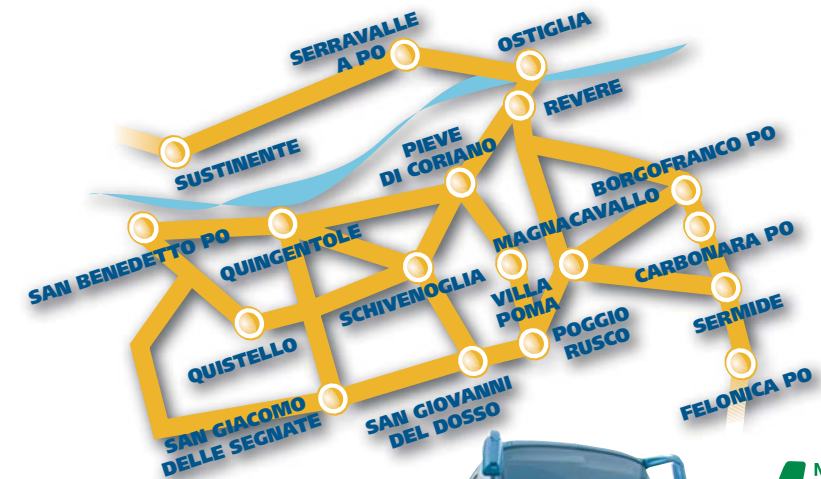 SERRAVALLE
A PO
OSTIGLIA
REVERE
SUSTINENTE
PIEVE
DI CORIANO
BORGOFRANCO PO
MAGNACAVALLO
SAN BENEDETTO PO
QUINGENTOLE
CARBONARA PO
SCHIVENOGLIA
VILLA
POMA
SERMIDE
POGGIO
RUSCO
QUISTELLO
FELONICA PO
SAN GIACOMO
DELLE SEGNATE
SAN GIOVANNI
DEL DOSSO